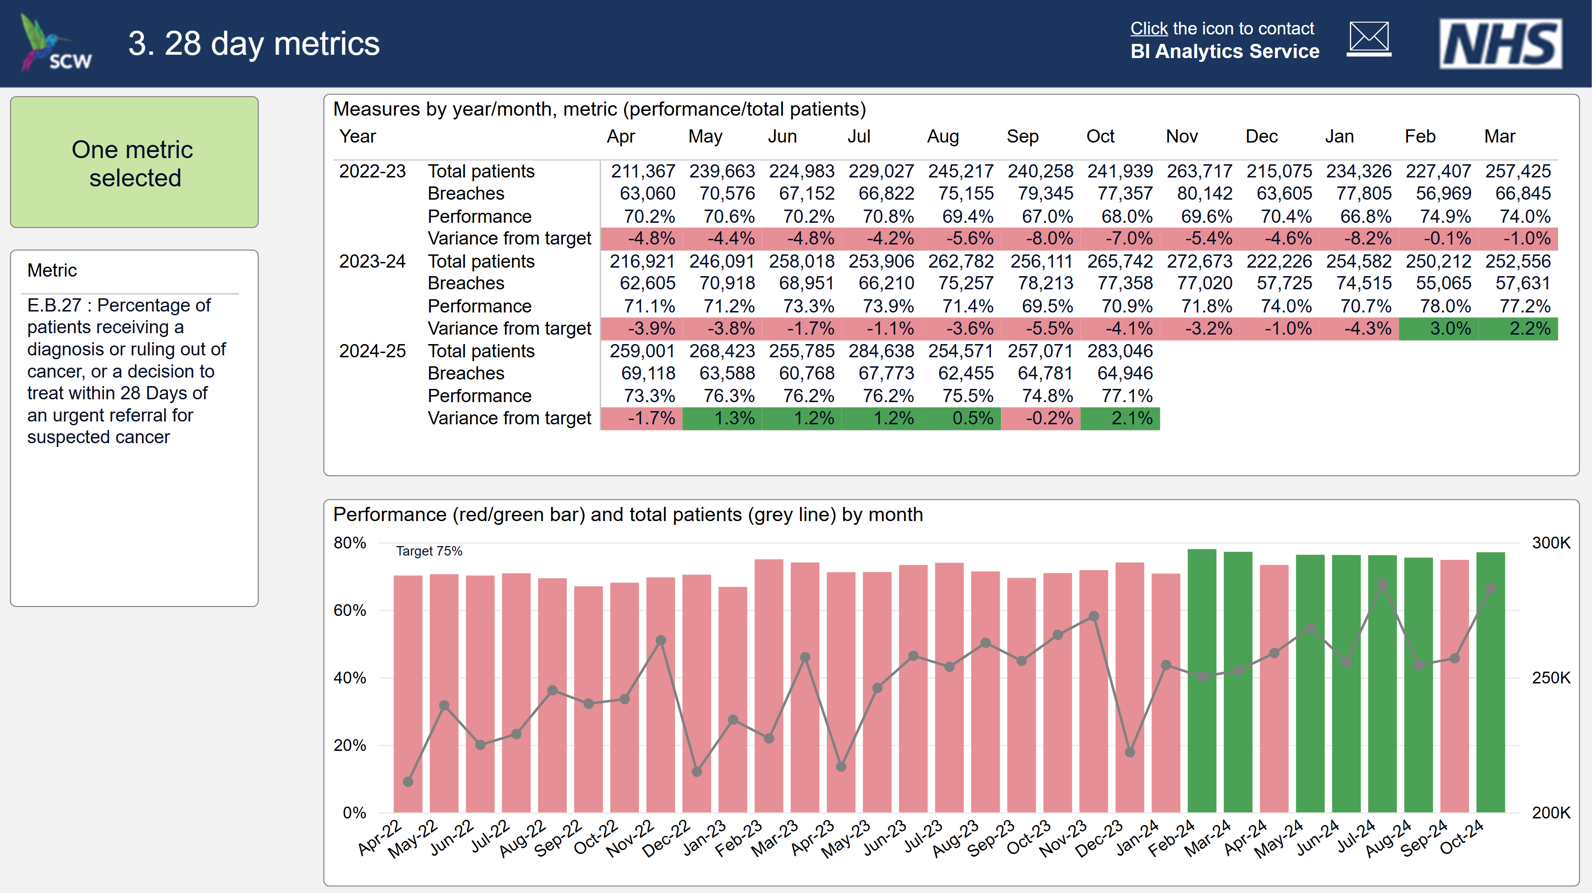 SCW
3. 28 day metrics
Click the icon to contact
BI Analytics Service
NHS
One metric
selected
Metric
E.B.27 : Percentage of
patients receiving a
diagnosis or ruling out of
cancer, or a decision to
treat within 28 Days of
an urgent referral for
suspected cancer
Measures by year/month, metric (performance/total patients)
Year Apr May Jun Jul Aug Sep Oct Nov Dec Jan Feb Mar
2022-23 Total patients 211,367 239,663 224,983 229,027 245,217 240,258 241,939 263,717 215,075 234,326 227,407 257,425
Breaches 63,060 70,576 67,152 66,822 75,155 79,345 77,357 80,142 63,605 77,805 56,969 66,845
Performance 70.2% 70.6% 70.2% 70.8% 69.4% 67.0% 68.0% 69.6% 70.4% 66.8% 74.9% 74.0%
Variance from target -4.8% -4.4% -4.8% -4.2% -5.6% -8.0% -7.0% -5.4% -4.6% -8.2% -0.1% -1.0%
2023-24 Total patients 216,921 246,091 258,018 253,906 262,782 256,111 265,742 272,673 222,226 254,582 250,212 252,556
Breaches 62,605 70,918 68,951 66,210 75,257 78,213 77,358 77,020 57,725 74,515 55,065 57,631
Performance 71.1% 71.2% 73.3% 73.9% 71.4% 69.5% 70.9% 71.8% 74.0% 70.7% 78.0% 77.2%
Variance from target -3.9% -3.8% -1.7% -1.1% -3.6% -5.5% -4.1% -3.2% -1.0% -4.3% 3.0% 2.2%
2024-25 Total patients 259,001 268,423 255,785 284,638 254,571 257,071 283,046
Breaches 69,118 63,588 60,768 67,773 62,455 64,781 64,946
Performance 73.3% 76.3% 76.2% 76.2% 75.5% 74.8% 77.1%
Variance from target -1.7% 1.3% 1.2% 1.2% 0.5% -0.2% 2.1%
Performance (red/green bar) and total patients (grey line) by month
80% 300K
Target 75%
60%
40% 250K
20%
0% 200K
Apr-22 May-22 Jun-22 Jul-22 Aug-22 Sep-22 Oct-22 Nov-22 Dec-22 Jan-23 Feb-23 Mar-23 Apr-23 May-23 Jun-23 Jul-23 Aug-23 Sep-23 Oct-23 Nov-23 Dec-23 Jan-24 Feb-24 Mar-24 Apr-24 May-24 Jun-24 Jul-24 Aug-24 Sep-24 Oct-24